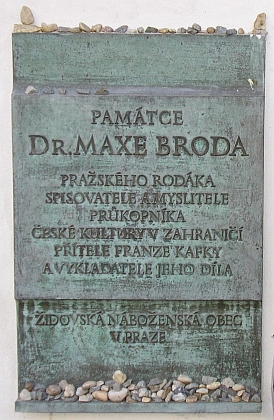 PAMÁTCE
DR. MAXE BRODA
PRAŽSKÉHO RODÁKA
SPISOVATELE A MYSLITELE
PRŮKOPNÍKA
ČESKÉ KULTURY V ZAHRANIČÍ
PŘÍTELE FRANZE KAFKY
A VYKLADATELE JEHO DÍLA
ŽIDOVSKÁ NÁBOŽENSKÁ OBEC
V PRAZE